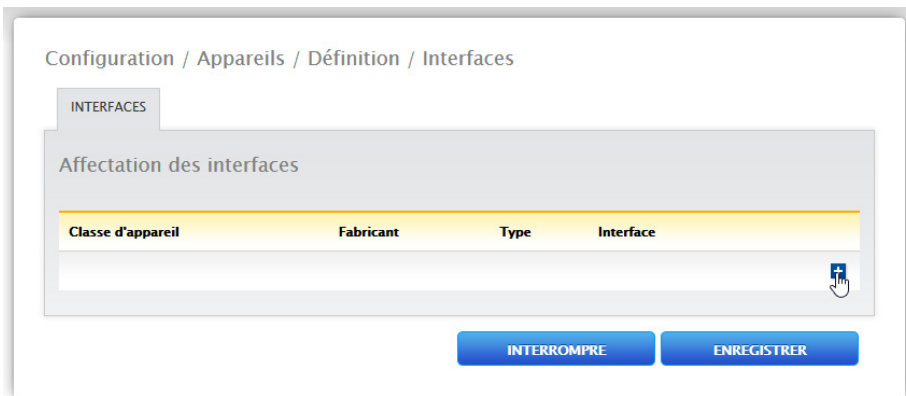 Configuration / Appareils / Définition / Interfaces
INTERFACES
Affectation des interfaces
Classe d'appareil Fabricant Type Interface
INTERROMPRE ENREGISTRER